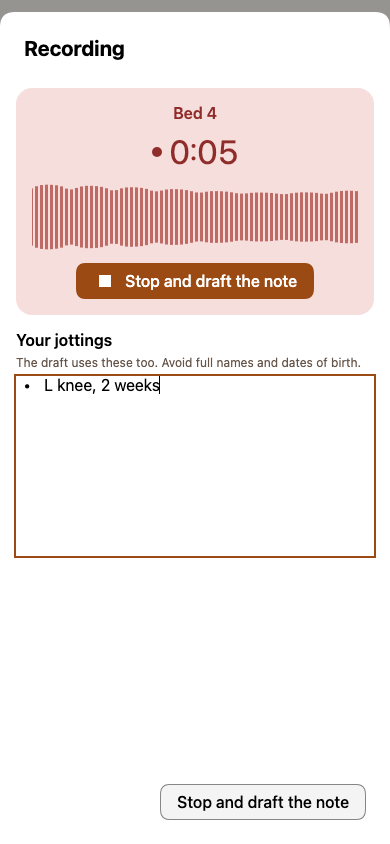 Recording
Bed 4
0:05
Stop and draft the note
Your jottings
The draft uses these too. Avoid full names and dates of birth.
• L knee, 2 weeks
Stop and draft the note